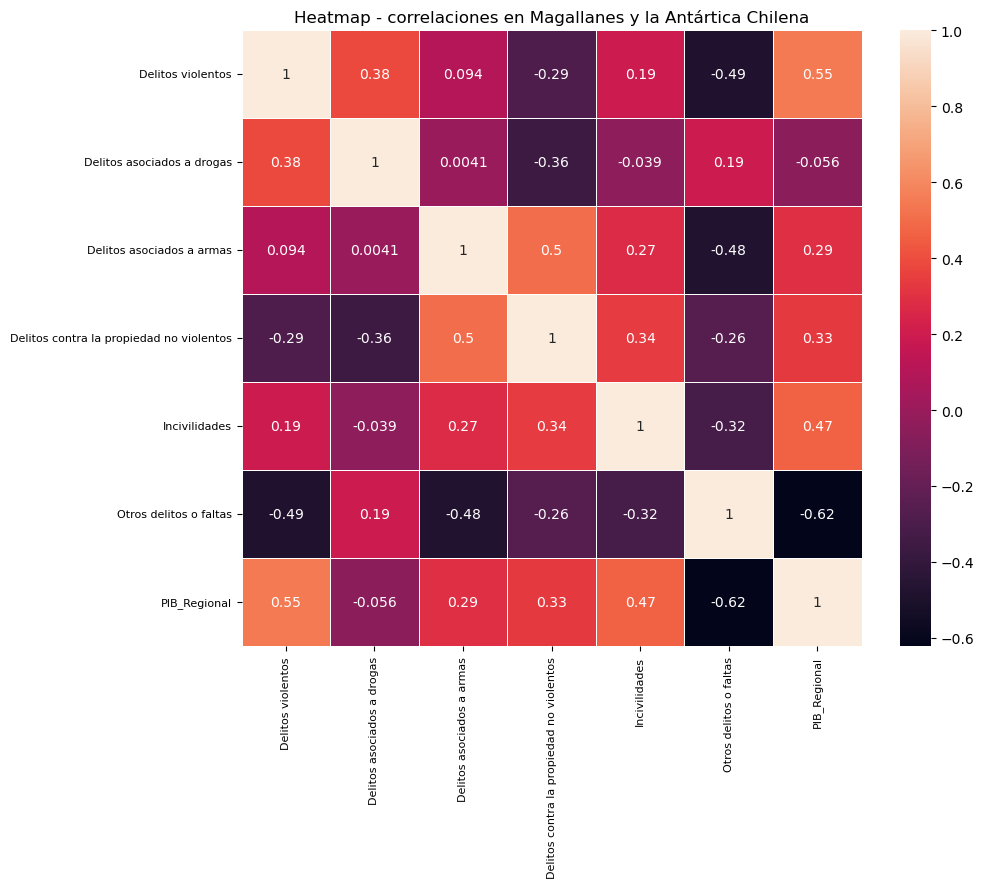 Heatmap - correlaciones en Magallanes y la Antártica Chilena
Delitos violentos 1 0.38 0.094 -0.29 0.19 -0.49 0.55
Delitos asociados a drogas 0.38 1 0.0041 -0.36 -0.039 0.19 -0.056
Delitos asociados a armas 0.094 0.0041 1 0.5 0.27 -0.48 0.29
Delitos contra la propiedad no violentos -0.29 -0.36 0.5 1 0.34 -0.26 0.33
Incivilidades 0.19 -0.039 0.27 0.34 1 -0.32 0.47
Otros delitos o faltas -0.49 0.19 -0.48 -0.26 -0.32 1 -0.62
PIB_Regional 0.55 -0.056 0.29 0.33 0.47 -0.62 1
Delitos violentos
Delitos asociados a drogas
Delitos asociados a armas
Delitos contra la propiedad no violentos
Incivilidades
Otros delitos o faltas
PIB_Regional
1.0
0.8
0.6
0.4
0.2
0.0
−0.2
−0.4
−0.6